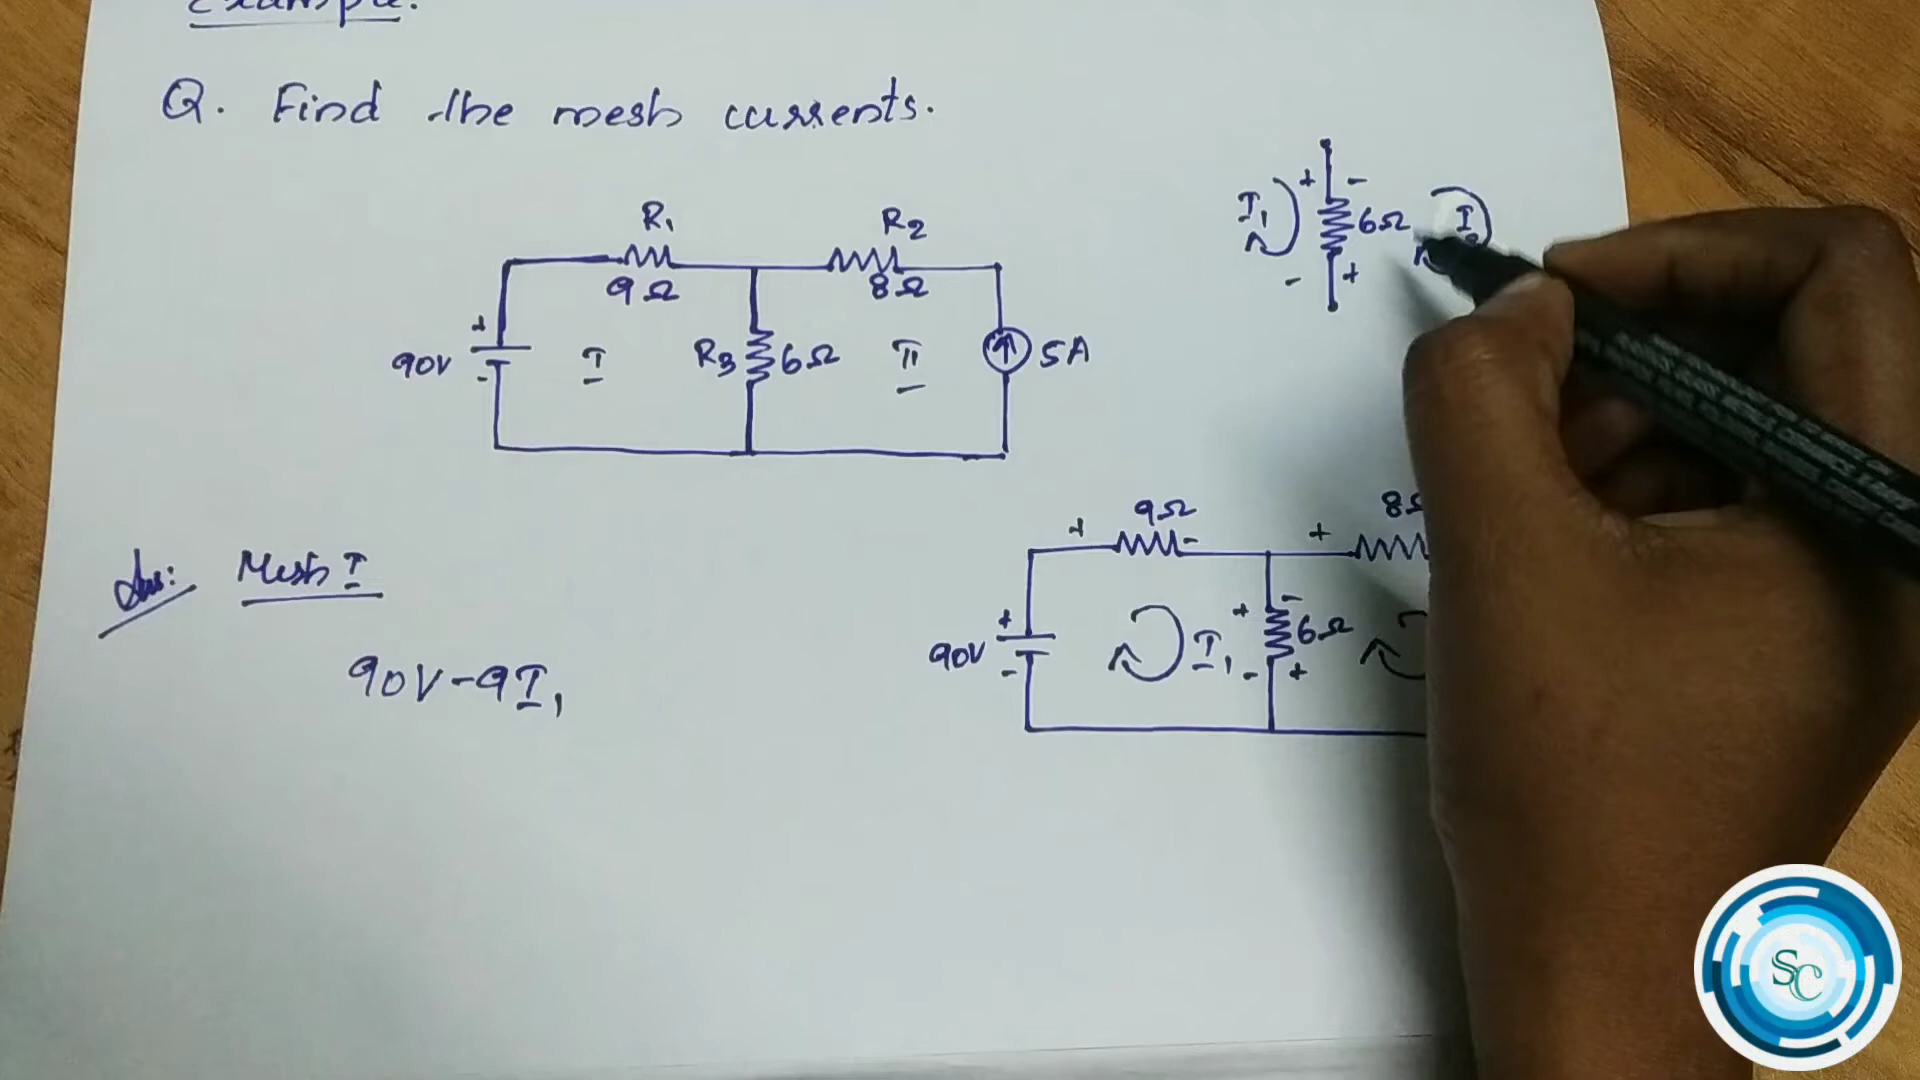 Example:
Q. Find the mesh currents.
R₁
9Ω
R₂
8Ω
+
90V
-
I
R₃ 6Ω
II
5A
I₁
+ -
6Ω
- +
Ans: Mesh I
90V-9I₁
+ 9Ω -
+
+
90V
-
I₁
+ -
6Ω
- +